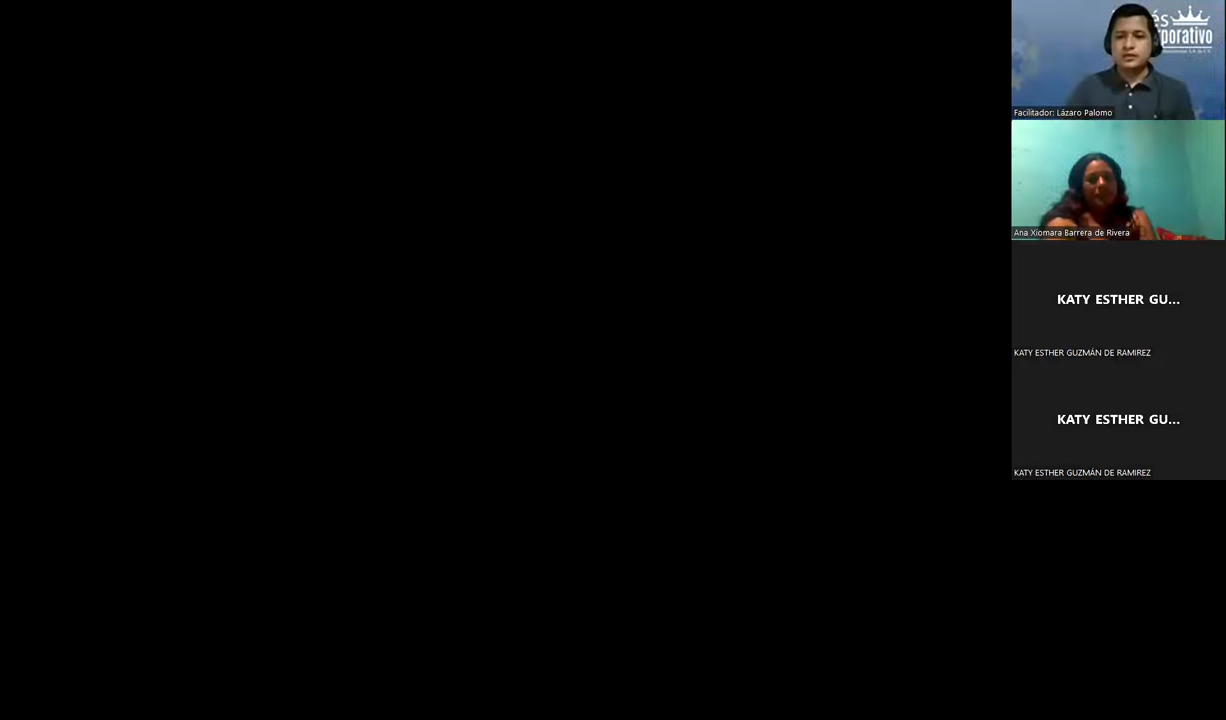 és
porativo
Facilitador: Lázaro Palomo
Ana Xiomara Barrera de Rivera
KATY ESTHER GU...
KATY ESTHER GUZMÁN DE RAMIREZ
KATY ESTHER GU...
KATY ESTHER GUZMÁN DE RAMIREZ